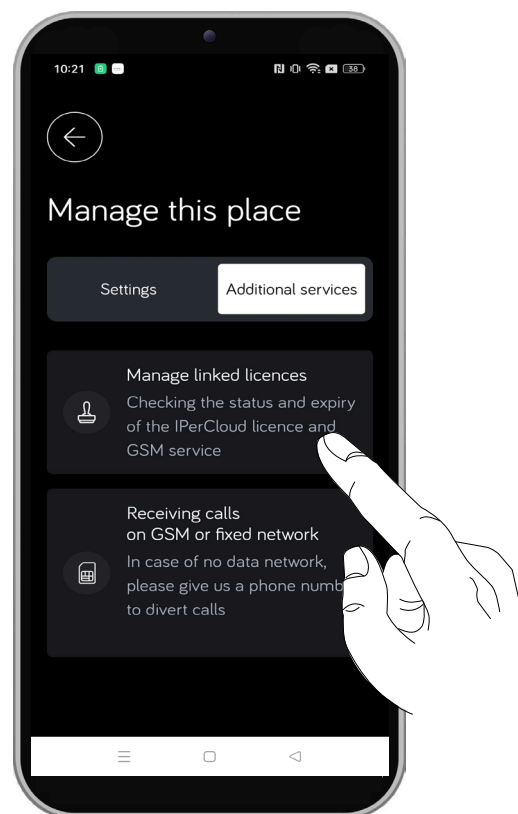 10:21
38
Manage this place
Settings
Additional services
Manage linked licences
Checking the status and expiry
of the IPerCloud licence and
GSM service
Receiving calls
on GSM or fixed network
In case of no data network,
please give us a phone numb
to divert calls